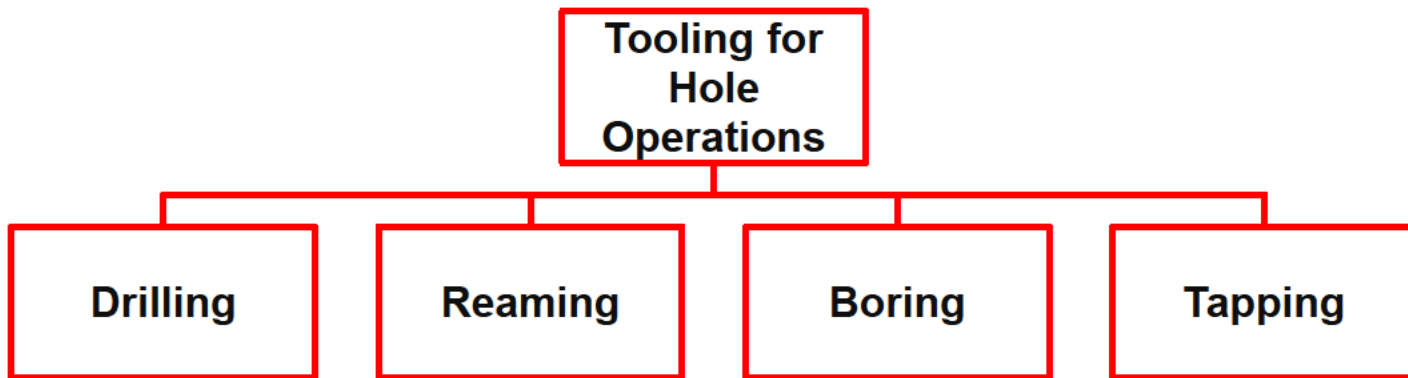 Tooling for
Hole
Operations
Drilling
Reaming
Boring
Tapping